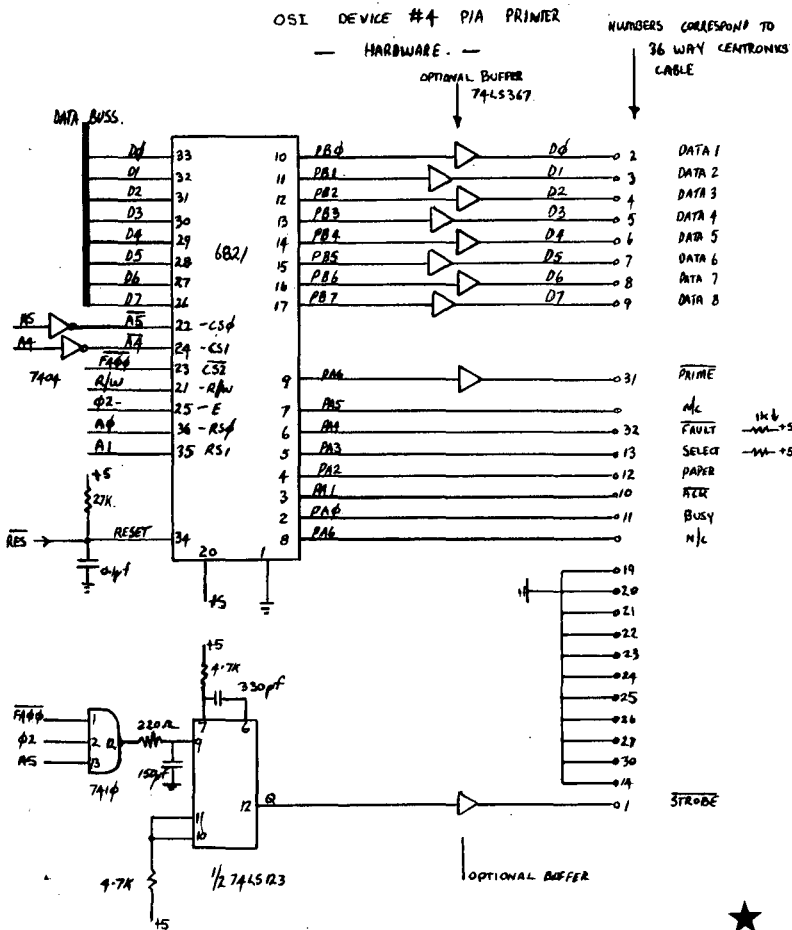 OSI DEVICE #4 PIA PRINTER
— HARDWARE. —
NUMBERS CORRESPOND TO
36 WAY CENTRONICS
CABLE
OPTIONAL BUFFER
74LS367
DATA BUSS.
D0 33 10 PB0 D0 2 DATA 1
D1 32 11 PB1 D1 3 DATA 2
D2 31 12 PB2 D2 4 DATA 3
D3 30 13 PB3 D3 5 DATA 4
D4 29 14 PB4 D4 6 DATA 5
D5 28 15 PB5 D5 7 DATA 6
D6 27 16 PB6 D6 8 DATA 7
D7 26 17 PB7 D7 9 DATA 8
6821
A5 A5 22 -CS0
A4 A4 24 -CS1
7404
FA00 23 CS2
R/W 21 -R/W
Φ2- 25 -E
A0 36 -RS0
A1 35 RS1
9 PA6 31 PRIME
7 PA5 N/C
6 PA4 32 FAULT 1K +5
5 PA3 13 SELECT +5
4 PA2 12 PAPER
3 PA1 10 ACK
2 PA0 11 BUSY
8 PA6 N/C
+5
27K
RES RESET 34
20 1
+5
19
20
21
22
23
24
25
26
28
30
14
+5
4.7K
330pf
7 6
FA00 1
Φ2 2 12
A5 13
7410
220Ω 9
150pf
12 Q 1 STROBE
11
10
4.7K
+5
1/2 74LS123
OPTIONAL BUFFER